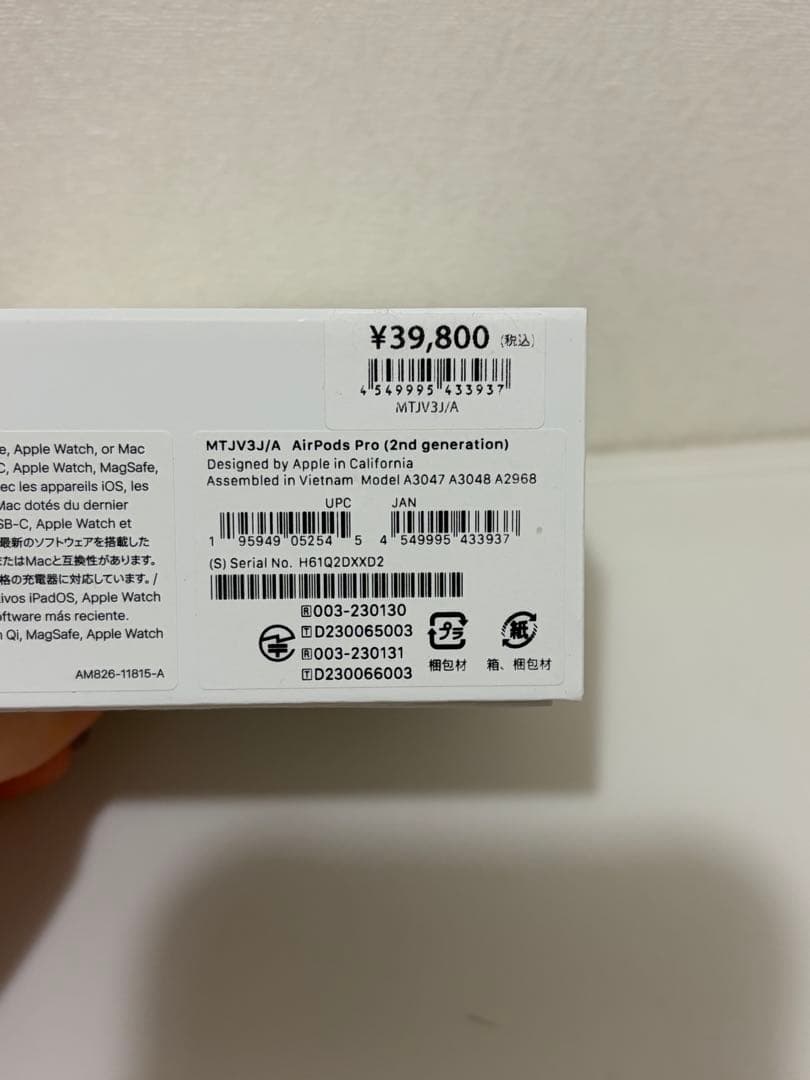 ¥39,800 (税込)
4 549995 433937
MTJV3J/A
e, Apple Watch, or Mac
C, Apple Watch, MagSafe,
ec les appareils iOS, les
Mac dotés du dernier
SB-C, Apple Watch et
最新のソフトウェアを搭載した
またはMacと互換性があります。
格の充電器に対応しています。/
ivos iPadOS, Apple Watch
oftware más reciente.
n Qi, MagSafe, Apple Watch
AM826-11815-A
MTJV3J/A AirPods Pro (2nd generation)
Designed by Apple in California
Assembled in Vietnam Model A3047 A3048 A2968
UPC JAN
1 95949 05254 5 4 549995 433937
(S) Serial No. H61Q2DXXD2
R 003-230130
T D230065003
R 003-230131
T D230066003
プラ 紙
梱包材 箱、梱包材